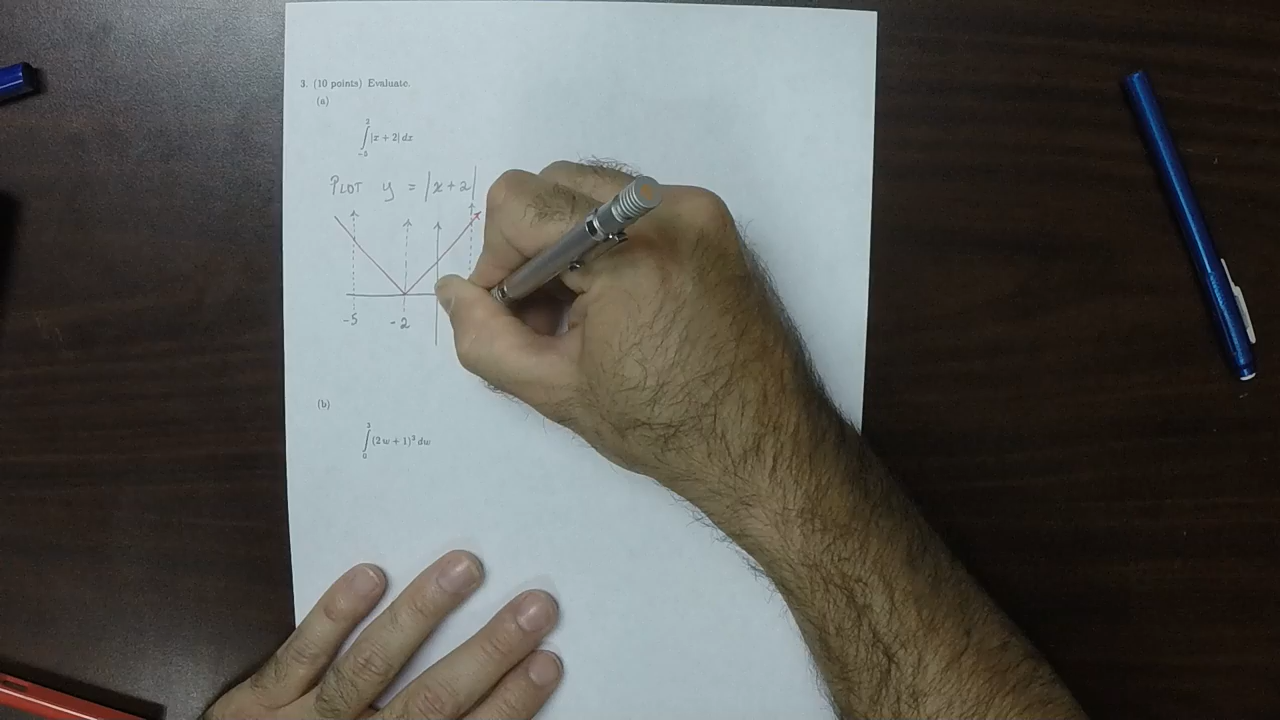 3. (10 points) Evaluate.
(a)
∫_{-5}^{2} |x + 2| dx
PLOT y = |x+2|
-5 -2
(b)
∫_{0}^{3} (2w + 1)³ dw